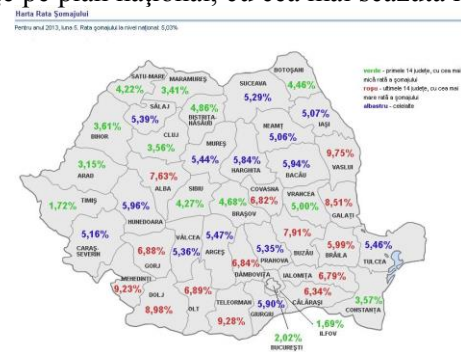 Harta Rata Şomajului
Pentru anul 2013, luna 5. Rata şomajului la nivel naţional: 5,03%
verde - primele 14 judeţe, cu cea mai
mică rată a şomajului
roşu - ultimele 14 judeţe, cu cea mai
mare rată a şomajului
albastru - celelalte
BOTOŞANI
4,46%
SATU-MARE
4,22%
MARAMUREŞ
3,41%
SUCEAVA
5,29%
SĂLAJ
5,39%
4,86%
BISTRIŢA-
NĂSĂUD
5,07%
IAŞI
NEAMŢ
5,06%
3,61%
BIHOR
CLUJ
3,56%
MUREŞ
5,44%
5,84%
HARGHITA
5,94%
BACĂU
9,75%
VASLUI
3,15%
ARAD
7,63%
ALBA
SIBIU
4,27%
4,68%
BRAŞOV
COVASNA
6,82%
VRANCEA
5,00%
8,51%
GALAŢI
1,72%
TIMIŞ
5,96%
HUNEDOARA
5,16%
CARAŞ-
SEVERIN
6,88%
GORJ
VÂLCEA
5,36%
5,47%
ARGEŞ
5,35%
PRAHOVA
6,84%
DÂMBOVIŢA
7,91%
BUZĂU
5,99%
BRĂILA
5,46%
TULCEA
MEHEDINŢI
9,23%
DOLJ
8,98%
6,89%
OLT
TELEORMAN
9,28%
5,90%
GIURGIU
IALOMIŢA
6,79%
6,34%
CĂLĂRAŞI
3,57%
CONSTANŢA
1,69%
ILFOV
2,02%
BUCUREŞTI